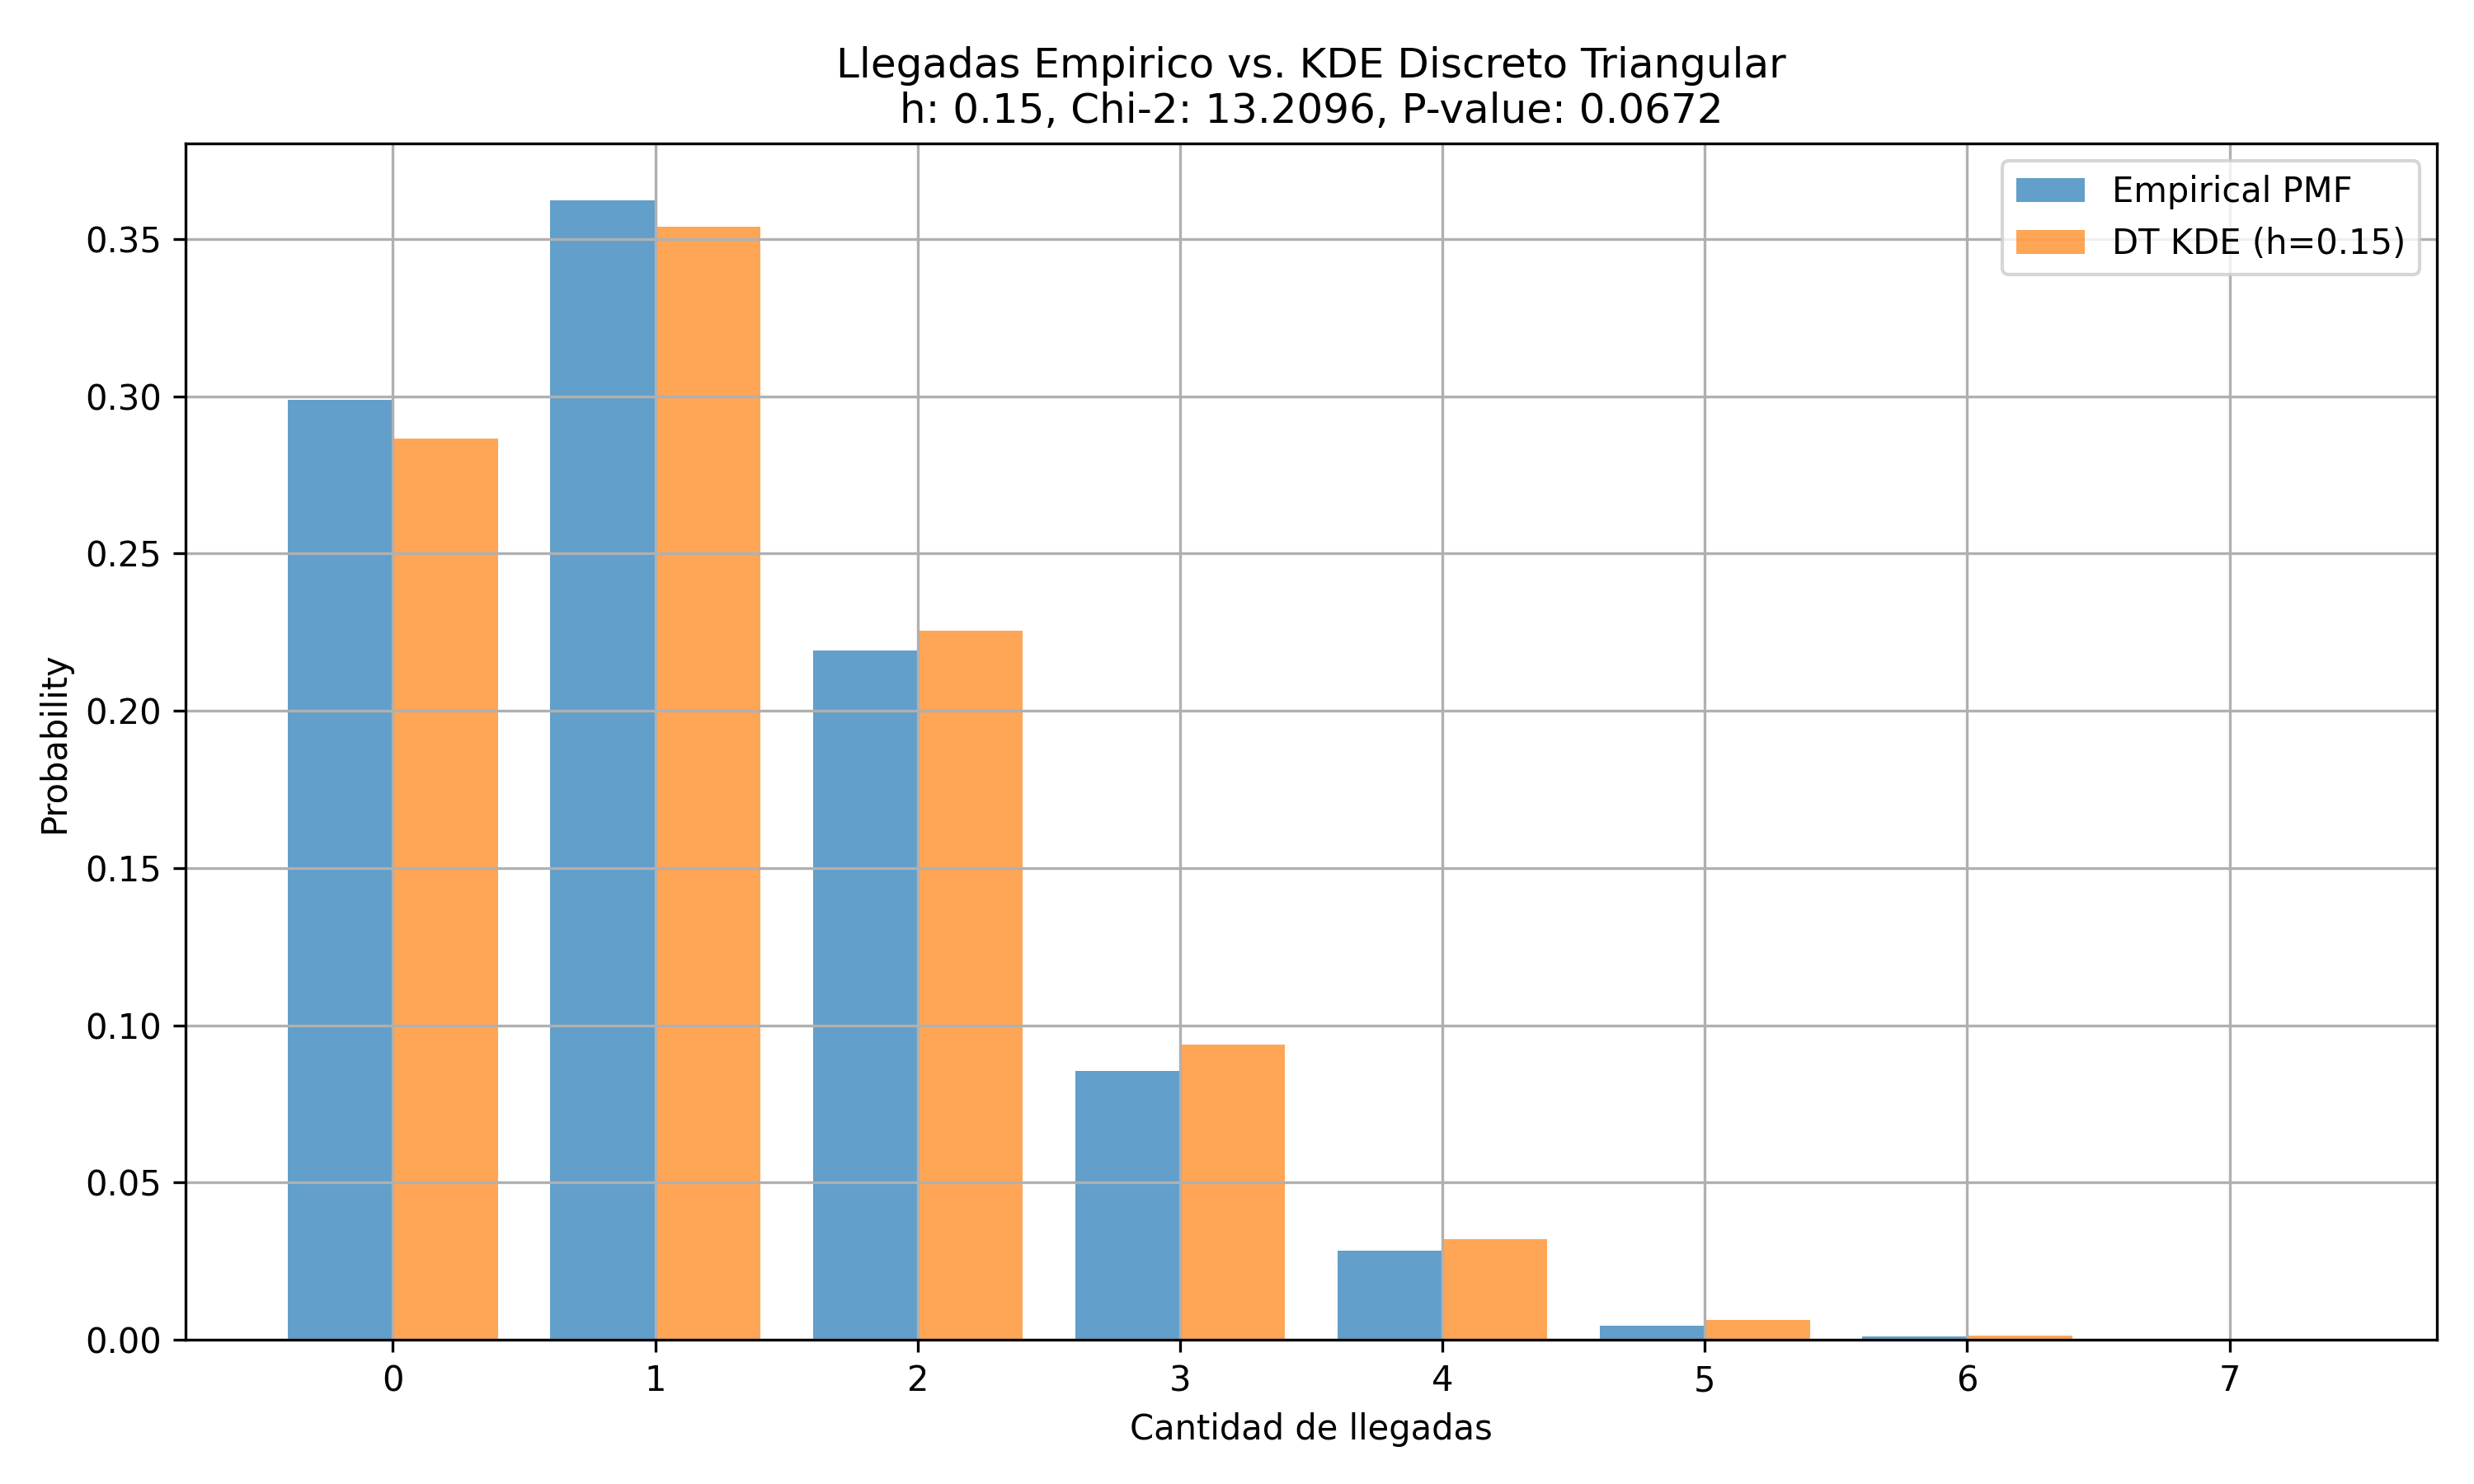 Llegadas Empirico vs. KDE Discreto Triangular
h: 0.15, Chi-2: 13.2096, P-value: 0.0672
Empirical PMF
DT KDE (h=0.15)
Probability
0.35
0.30
0.25
0.20
0.15
0.10
0.05
0.00
0 1 2 3 4 5 6 7
Cantidad de llegadas